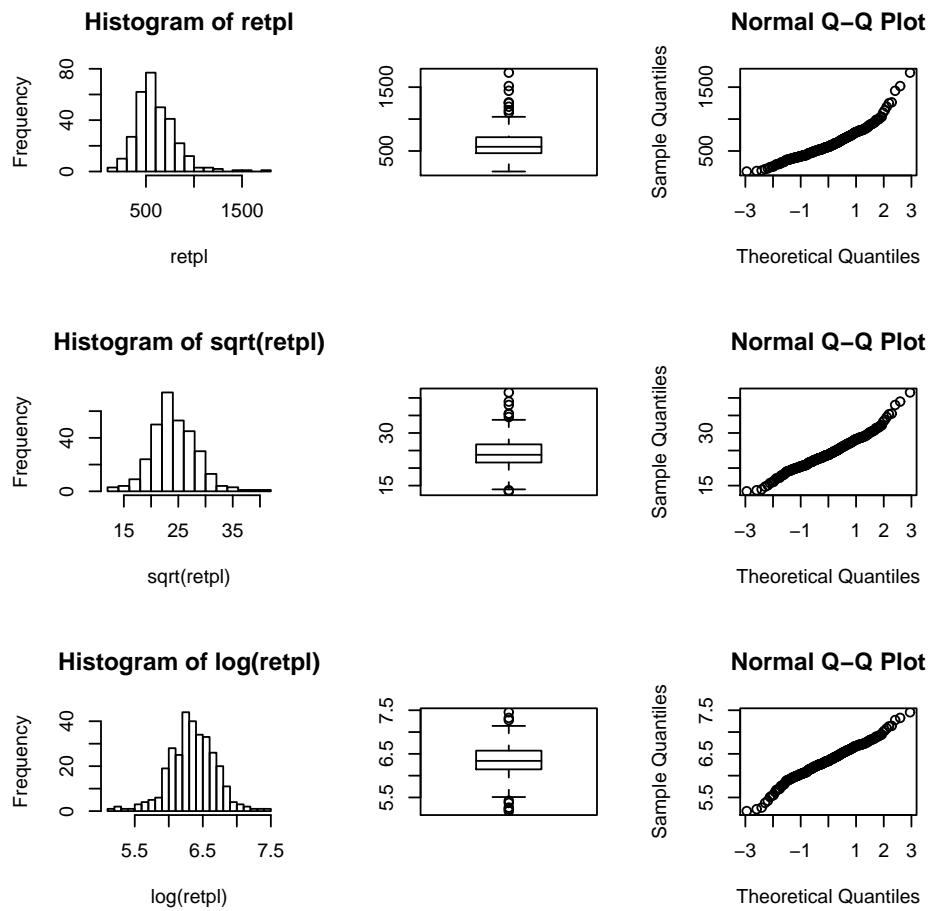 Histogram of retpl
Frequency
80
40
0
500
1500
retpl
1500
500
Normal Q−Q Plot
Sample Quantiles
1500
500
−3 −1 1 2 3
Theoretical Quantiles
Histogram of sqrt(retpl)
Frequency
40
0
15 25 35
sqrt(retpl)
30
15
Normal Q−Q Plot
Sample Quantiles
30
15
−3 −1 1 2 3
Theoretical Quantiles
Histogram of log(retpl)
Frequency
40
20
0
5.5 6.5 7.5
log(retpl)
7.5
6.5
5.5
Normal Q−Q Plot
Sample Quantiles
7.5
6.5
5.5
−3 −1 1 2 3
Theoretical Quantiles